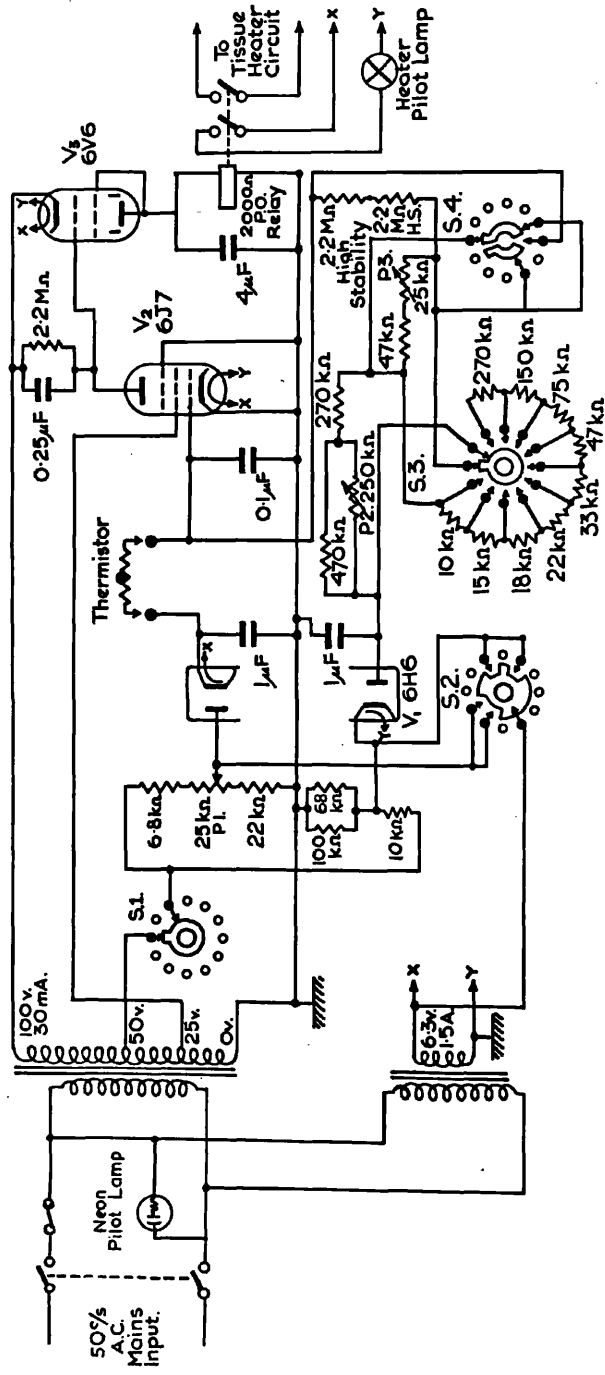 50 c/s
A.C.
Mains
Input.
Neon
Pilot Lamp
100v.
30mA.
50v.
25v.
0v.
6·3v.
1·5A.
X
Y
S.1.
6·8kΩ
25kΩ
P.1.
22kΩ
100
kΩ
68
kΩ
10kΩ
Thermistor
X
1μF
1μF
Y
V₁ 6H6
S.2.
0·25μF
2·2MΩ
V₂
6J7
X
Y
0·1μF
V₃
6V6
X
Y
4μF
2000Ω
P.O.
Relay
To
Tissue
Heater
Circuit
X
Y
Heater
Pilot Lamp
470kΩ
P2.250kΩ
270kΩ
47kΩ
P3.
25kΩ
2·2MΩ
High
Stability
2·2
MΩ
H.S.
S.3.
10kΩ
15kΩ
18kΩ
22kΩ
33kΩ
47kΩ
75kΩ
150kΩ
270kΩ
S.4.